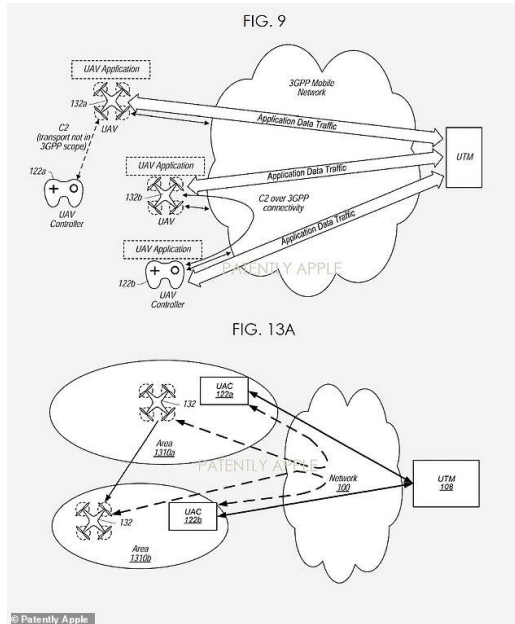 FIG. 9
UAV Application
3GPP Mobile
Network
132a
UAV
Application Data Traffic
C2
(transport not in
3GPP scope)
122a
UAV
Controller
UAV Application
132b
UAV
Application Data Traffic
UTM
C2 over 3GPP
connectivity
Application Data Traffic
UAV Application
122b
UAV
Controller
PATENTLY APPLE
FIG. 13A
132
UAC
122a
Area
1310a
PATENTLY APPLE
Network
100
UTM
108
132
UAC
122b
Area
1310b
© Patently Apple